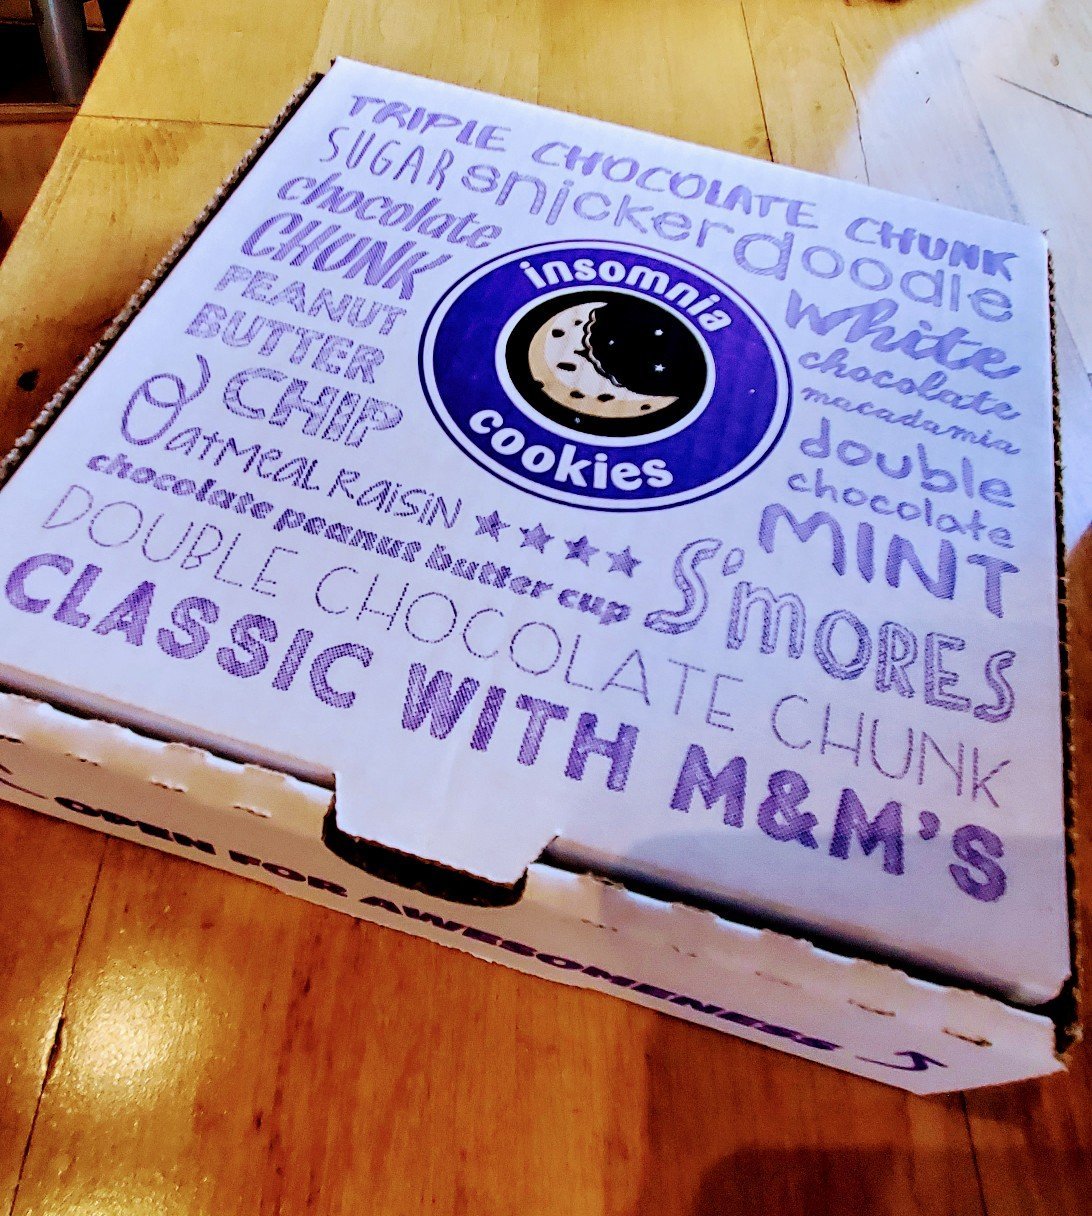 TRIPLE CHOCOLATE CHUNK
SUGAR snickerdoodle
chocolate
CHUNK
PEANUT
BUTTER
CHIP
insomnia
cookies
white
chocolate
macadamia
double
chocolate
MINT
Oatmeal Raisin
chocolate peanut butter cup
S'mORES
DOUBLE CHOCOLATE CHUNK
CLASSIC WITH M&M'S
OPEN FOR AWESOMENESS